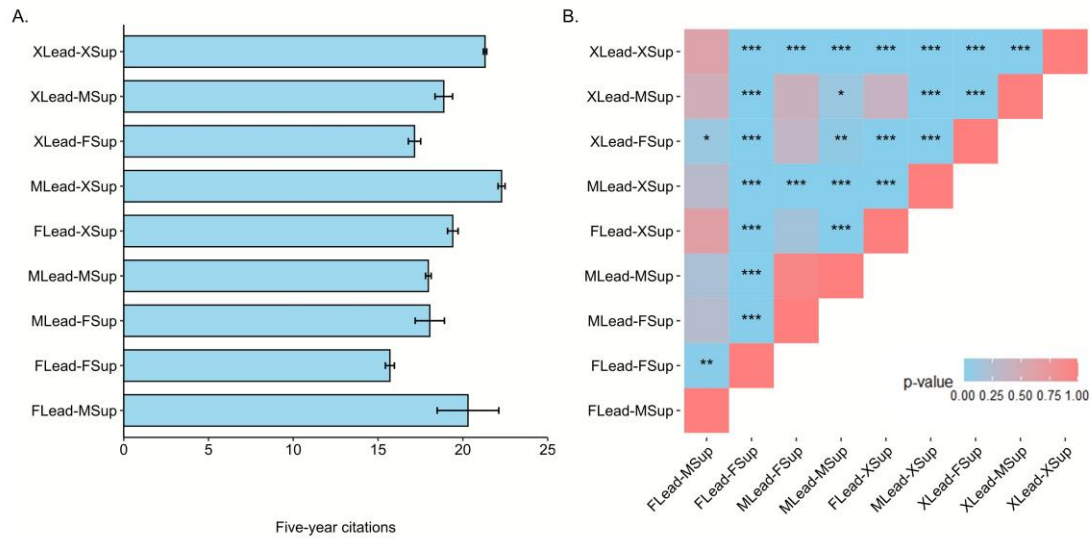 A.
XLead-XSup
XLead-MSup
XLead-FSup
MLead-XSup
FLead-XSup
MLead-MSup
MLead-FSup
FLead-FSup
FLead-MSup
0 5 10 15 20 25
Five-year citations
B.
XLead-XSup *** *** *** *** *** *** ***
XLead-MSup *** * *** ***
XLead-FSup * *** ** *** ***
MLead-XSup *** *** *** ***
FLead-XSup *** ***
MLead-MSup ***
MLead-FSup ***
FLead-FSup **
FLead-MSup
p-value
0.00 0.25 0.50 0.75 1.00
FLead-MSup
FLead-FSup
MLead-FSup
MLead-MSup
FLead-XSup
MLead-XSup
XLead-FSup
XLead-MSup
XLead-XSup